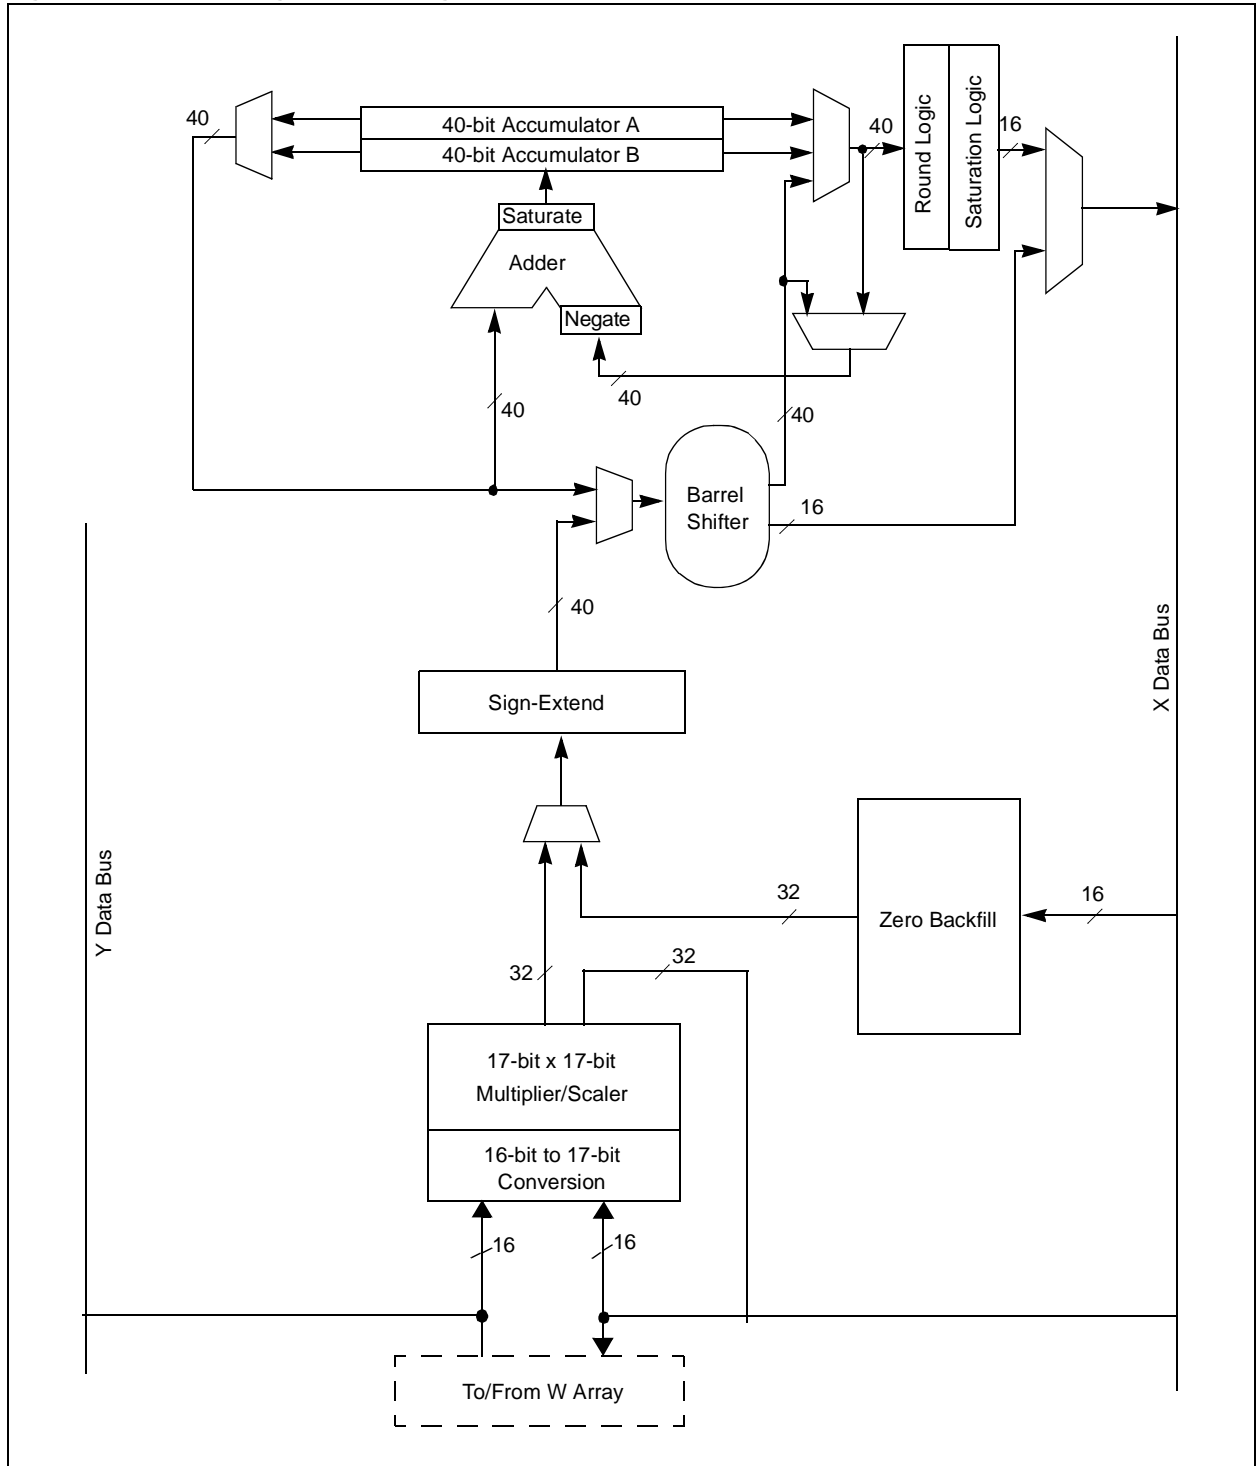 40
40-bit Accumulator A
40-bit Accumulator B
40
Round Logic
Saturation Logic
16
Saturate
Adder
Negate
40
40
40
Barrel
Shifter
16
40
Sign-Extend
X Data Bus
Y Data Bus
32
Zero Backfill
16
32
32
17-bit x 17-bit
Multiplier/Scaler
16-bit to 17-bit
Conversion
16
16
To/From W Array